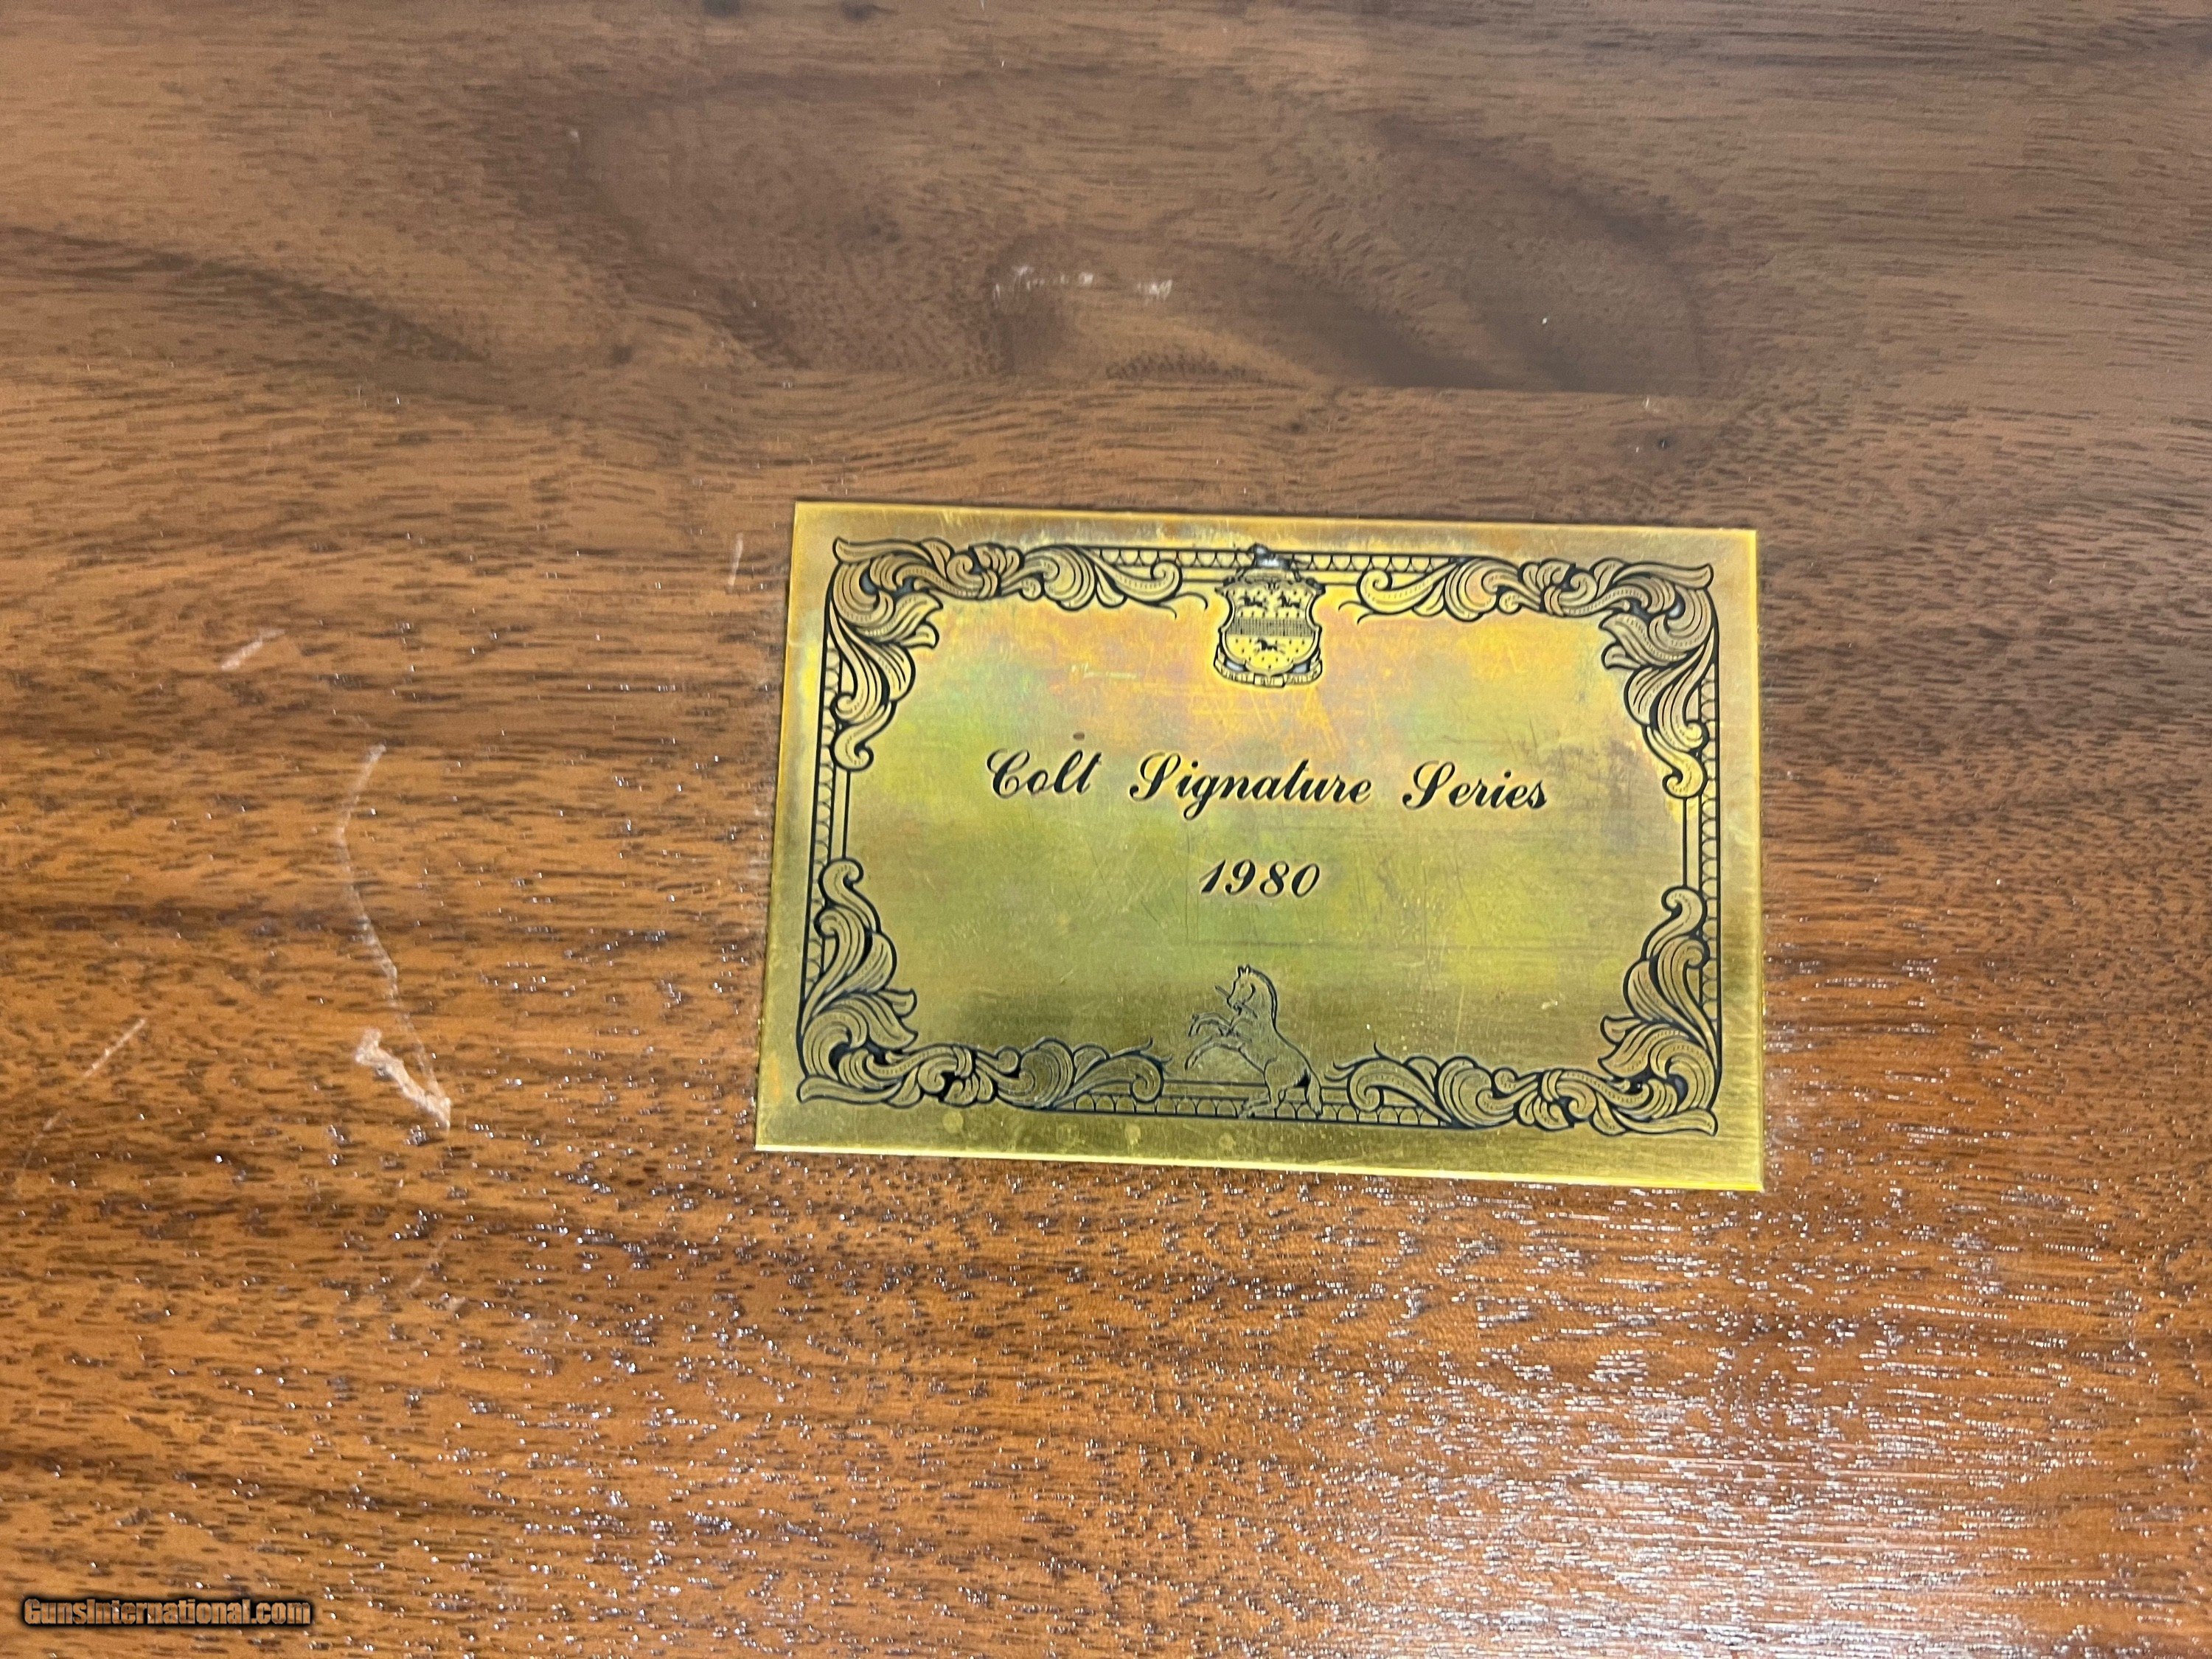 Colt Signature Series
1980
GunsInternational.com